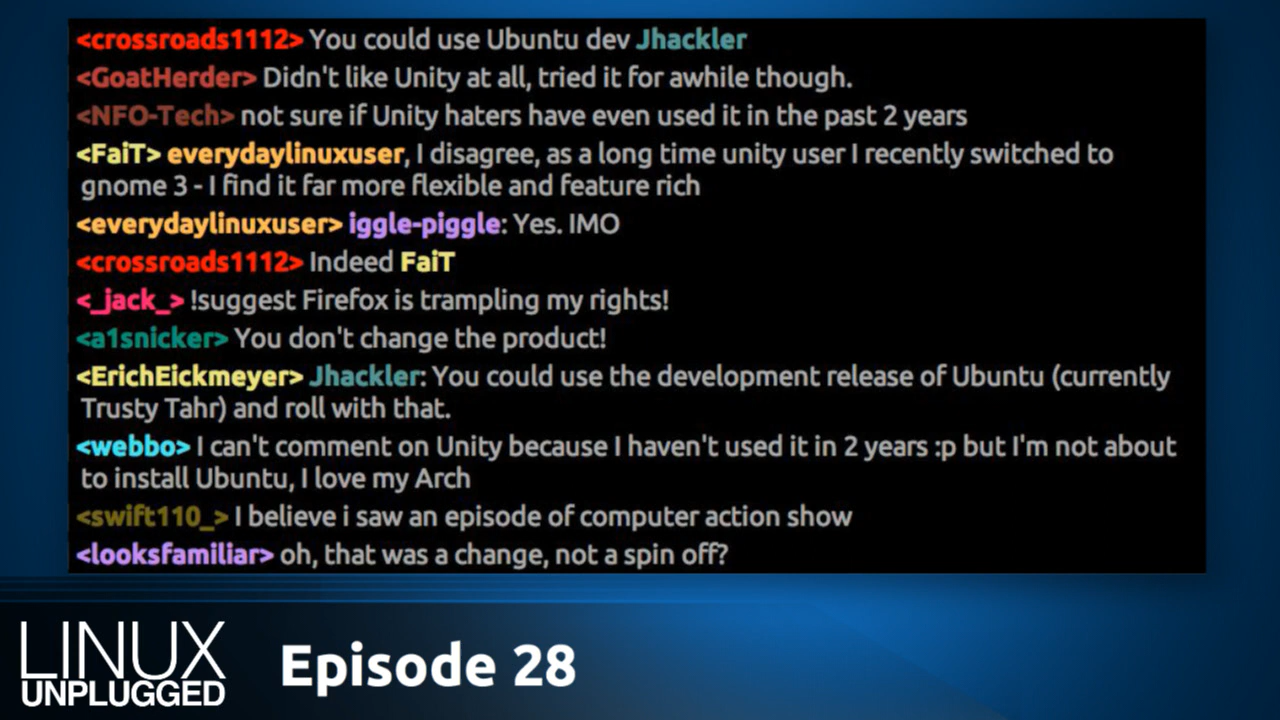 <crossroads1112> You could use Ubuntu dev Jhackler
<GoatHerder> Didn't like Unity at all, tried it for awhile though.
<NFO-Tech> not sure if Unity haters have even used it in the past 2 years
<FaiT> everydaylinuxuser, I disagree, as a long time unity user I recently switched to
gnome 3 - I find it far more flexible and feature rich
<everydaylinuxuser> iggle-piggle: Yes. IMO
<crossroads1112> Indeed FaiT
<_jack_> !suggest Firefox is trampling my rights!
<a1snicker> You don't change the product!
<ErichEickmeyer> Jhackler: You could use the development release of Ubuntu (currently
Trusty Tahr) and roll with that.
<webbo> I can't comment on Unity because I haven't used it in 2 years :p but I'm not about
to install Ubuntu, I love my Arch
<swift110_> I believe i saw an episode of computer action show
<looksfamiliar> oh, that was a change, not a spin off?
LINUX
UNPLUGGED
Episode 28